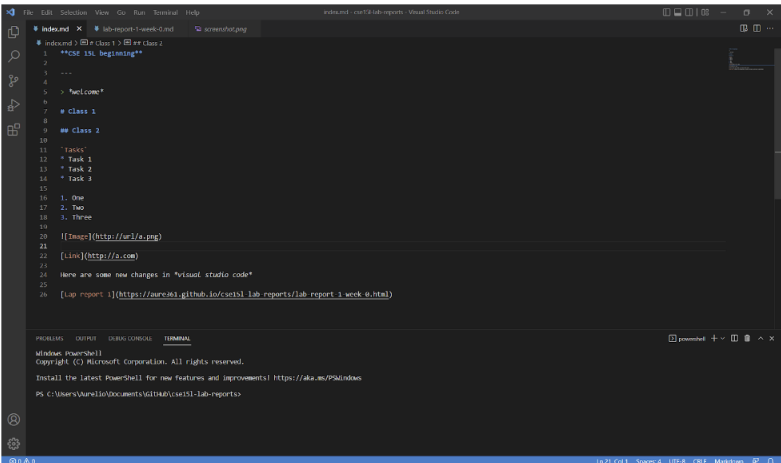 File Edit Selection View Go Run Terminal Help index.md - cse15l-lab-reports - Visual Studio Code
index.md × lab-report-1-week-0.md screenshot.png
index.md > # Class 1 > ## Class 2
1 **CSE 15L beginning**
2
3 ---
4
5 > *welcome*
6
7 # Class 1
8
9 ## Class 2
10
11 `Tasks`
12 * Task 1
13 * Task 2
14 * Task 3
15
16 1. One
17 2. Two
18 3. Three
19
20 ![Image](http://url/a.png)
21
22 [Link](http://a.com)
23
24 Here are some new changes in *visual studio code*
25
26 [Lap report 1](https://aure361.github.io/cse15l-lab-reports/lab-report-1-week-0.html)
PROBLEMS OUTPUT DEBUG CONSOLE TERMINAL powershell
Windows PowerShell
Copyright (C) Microsoft Corporation. All rights reserved.
Install the latest PowerShell for new features and improvements! https://aka.ms/PSWindows
PS C:\Users\Aurelio\Documents\GitHub\cse15l-lab-reports>
0 0 Ln 21, Col 1 Spaces: 4 UTF-8 CRLF Markdown